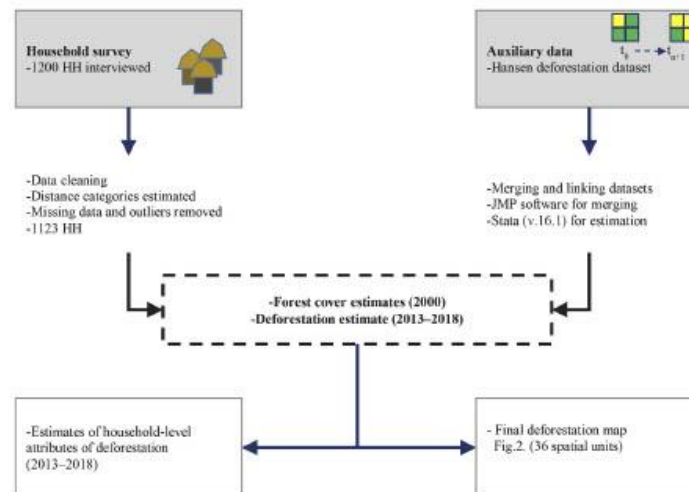 Household survey
-1200 HH interviewed
Auxiliary data
-Hansen deforestation dataset
-Data cleaning
-Distance categories estimated
-Missing data and outliers removed
-1123 HH
-Merging and linking datasets
-JMP software for merging
-Stata (v.16.1) for estimation
-Forest cover estimates (2000)
-Deforestation estimate (2013–2018)
-Estimates of household-level
attributes of deforestation
(2013–2018)
- Final deforestation map
Fig.2. (36 spatial units)